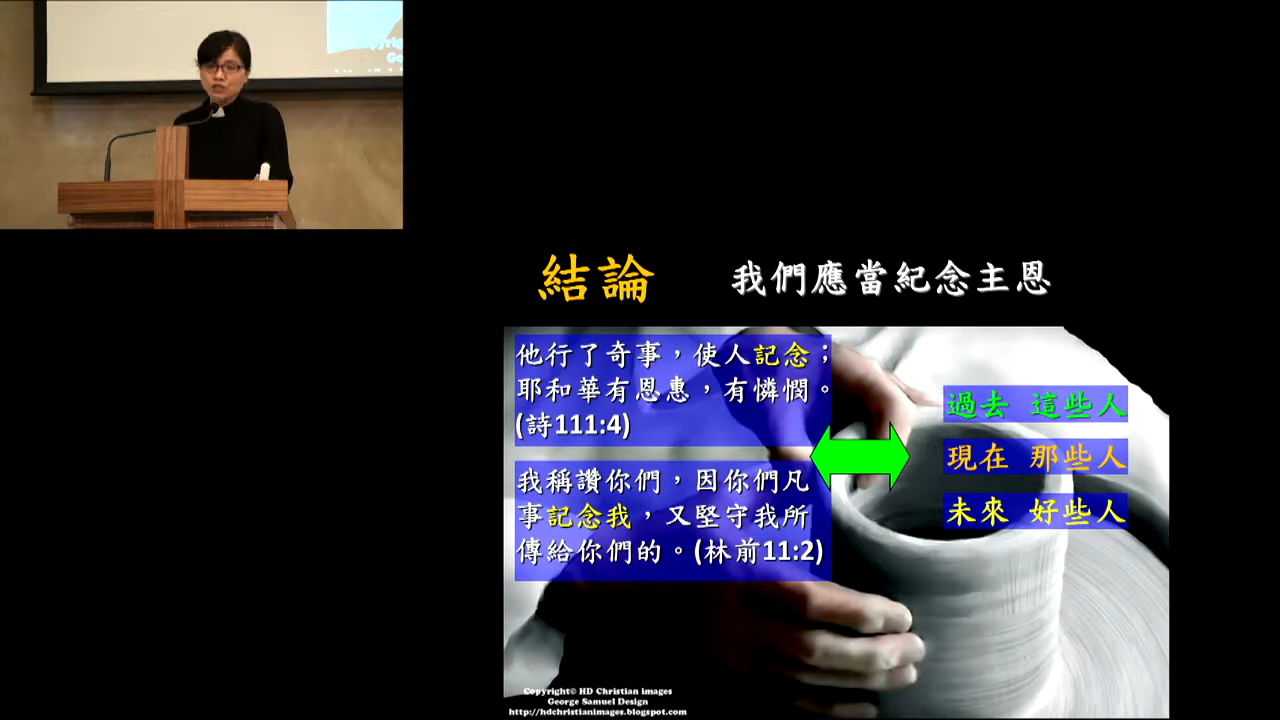 結論 我們應當紀念主恩
他行了奇事，使人記念；
耶和華有恩惠，有憐憫。
(詩111:4)
我稱讚你們，因你們凡
事記念我，又堅守我所
傳給你們的。(林前11:2)
過去 這些人
現在 那些人
未來 好些人
Copyright© HD Christian images
George Samuel Design
http://hdchristianimages.blogspot.com